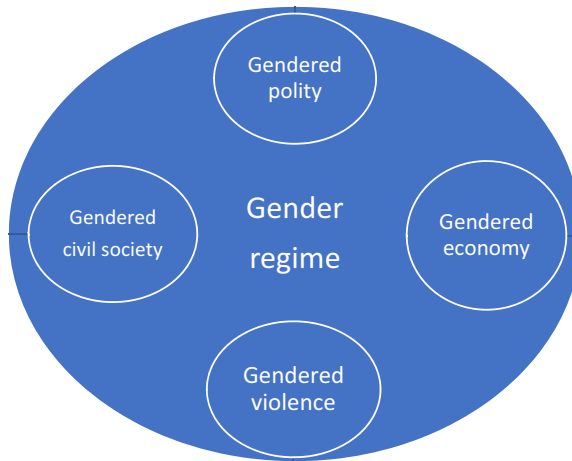 Gendered
polity
Gendered
civil society
Gender
regime
Gendered
economy
Gendered
violence